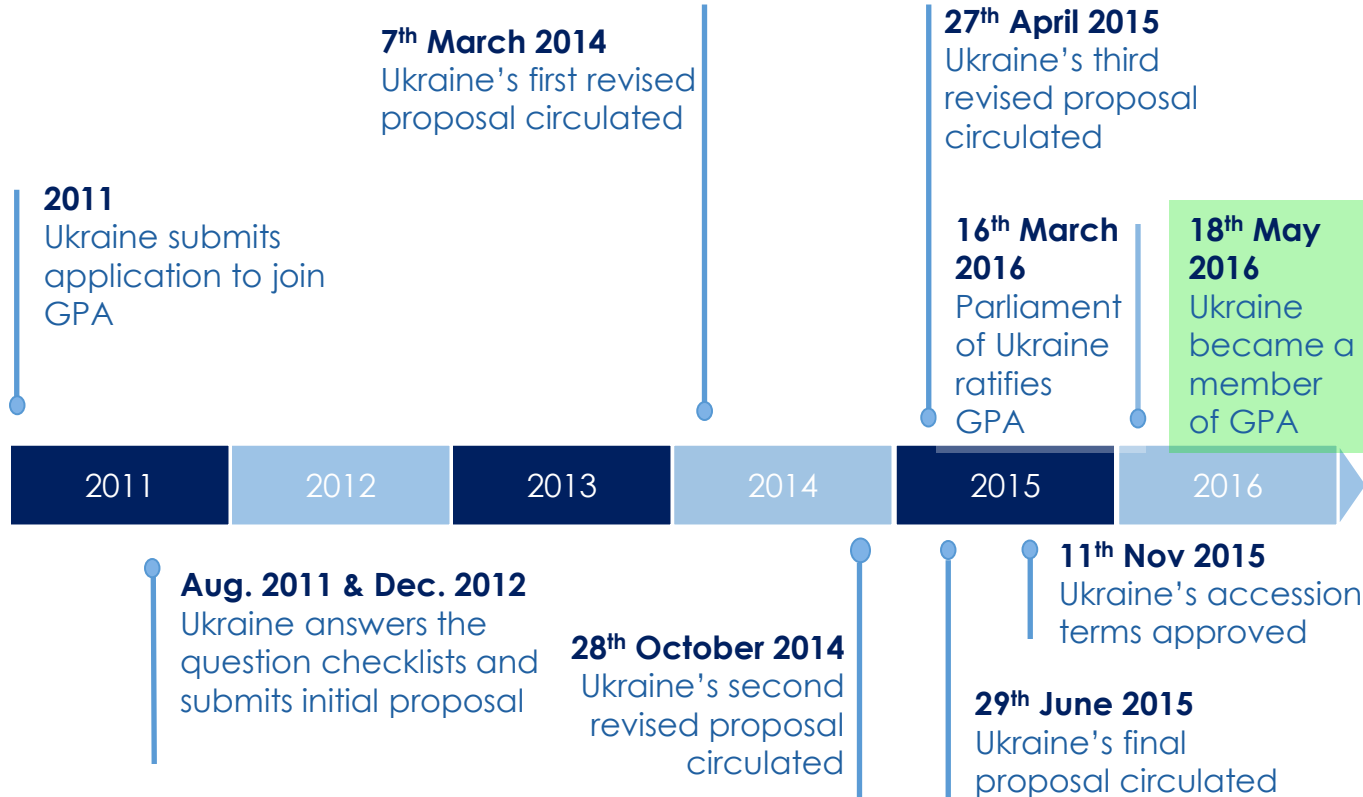 7th March 2014
Ukraine’s first revised
proposal circulated
27th April 2015
Ukraine’s third
revised proposal
circulated
2011
Ukraine submits
application to join
GPA
16th March
2016
Parliament
of Ukraine
ratifies
GPA
18th May
2016
Ukraine
became a
member
of GPA
2011
2012
2013
2014
2015
2016
Aug. 2011 & Dec. 2012
Ukraine answers the
question checklists and
submits initial proposal
28th October 2014
Ukraine’s second
revised proposal
circulated
11th Nov 2015
Ukraine’s accession
terms approved
29th June 2015
Ukraine’s final
proposal circulated